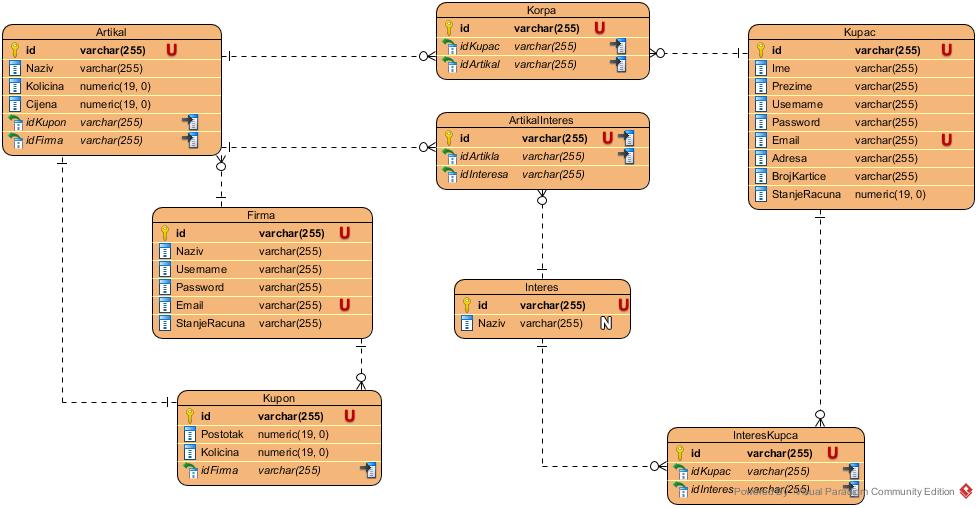 Artikal
id varchar(255) U
Naziv varchar(255)
Kolicina numeric(19, 0)
Cijena numeric(19, 0)
idKupon varchar(255)
idFirma varchar(255)
Korpa
id varchar(255) U
idKupac varchar(255)
idArtikal varchar(255)
Kupac
id varchar(255) U
Ime varchar(255)
Prezime varchar(255)
Username varchar(255)
Password varchar(255)
Email varchar(255) U
Adresa varchar(255)
BrojKartice varchar(255)
StanjeRacuna numeric(19, 0)
ArtikalInteres
id varchar(255) U
idArtikla varchar(255)
idInteresa varchar(255)
Firma
id varchar(255) U
Naziv varchar(255)
Username varchar(255)
Password varchar(255)
Email varchar(255) U
StanjeRacuna varchar(255)
Interes
id varchar(255) U
Naziv varchar(255) N
Kupon
id varchar(255) U
Postotak numeric(19, 0)
Kolicina numeric(19, 0)
idFirma varchar(255)
InteresKupca
id varchar(255) U
idKupac varchar(255)
idInteres varchar(255)
Powered By Visual Paradigm Community Edition